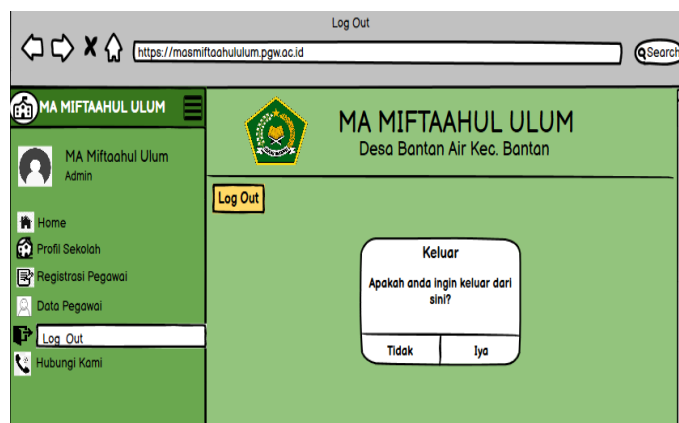 Log Out
https://masmiftaahululum.pgw.ac.id
Search
MA MIFTAAHUL ULUM
MA Miftaahul Ulum
Admin
Home
Profil Sekolah
Registrasi Pegawai
Data Pegawai
Log Out
Hubungi Kami
MA MIFTAAHUL ULUM
Desa Bantan Air Kec. Bantan
Log Out
Keluar
Apakah anda ingin keluar dari
sini?
Tidak
Iya